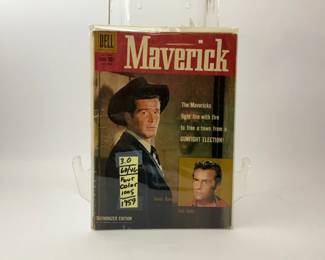 DELL
10¢
Maverick
The Mavericks
fight fire with fire
to free a town from a
GUNFIGHT ELECTION!
3.0
Four
Color
1005
1959
AUTHORIZED EDITION